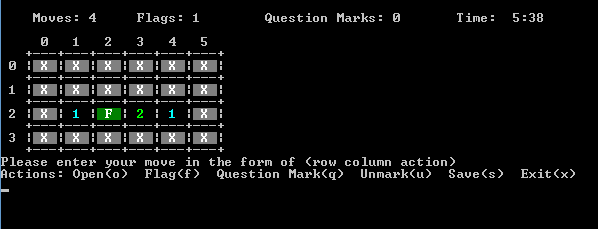 Moves: 4 Flags: 1 Question Marks: 0 Time: 5:38
0 1 2 3 4 5
0 X X X X X X
1 X X X X X X
2 X 1 F 2 1 X
3 X X X X X X
Please enter your move in the form of (row column action)
Actions: Open(o) Flag(f) Question Mark(q) Unmark(u) Save(s) Exit(x)